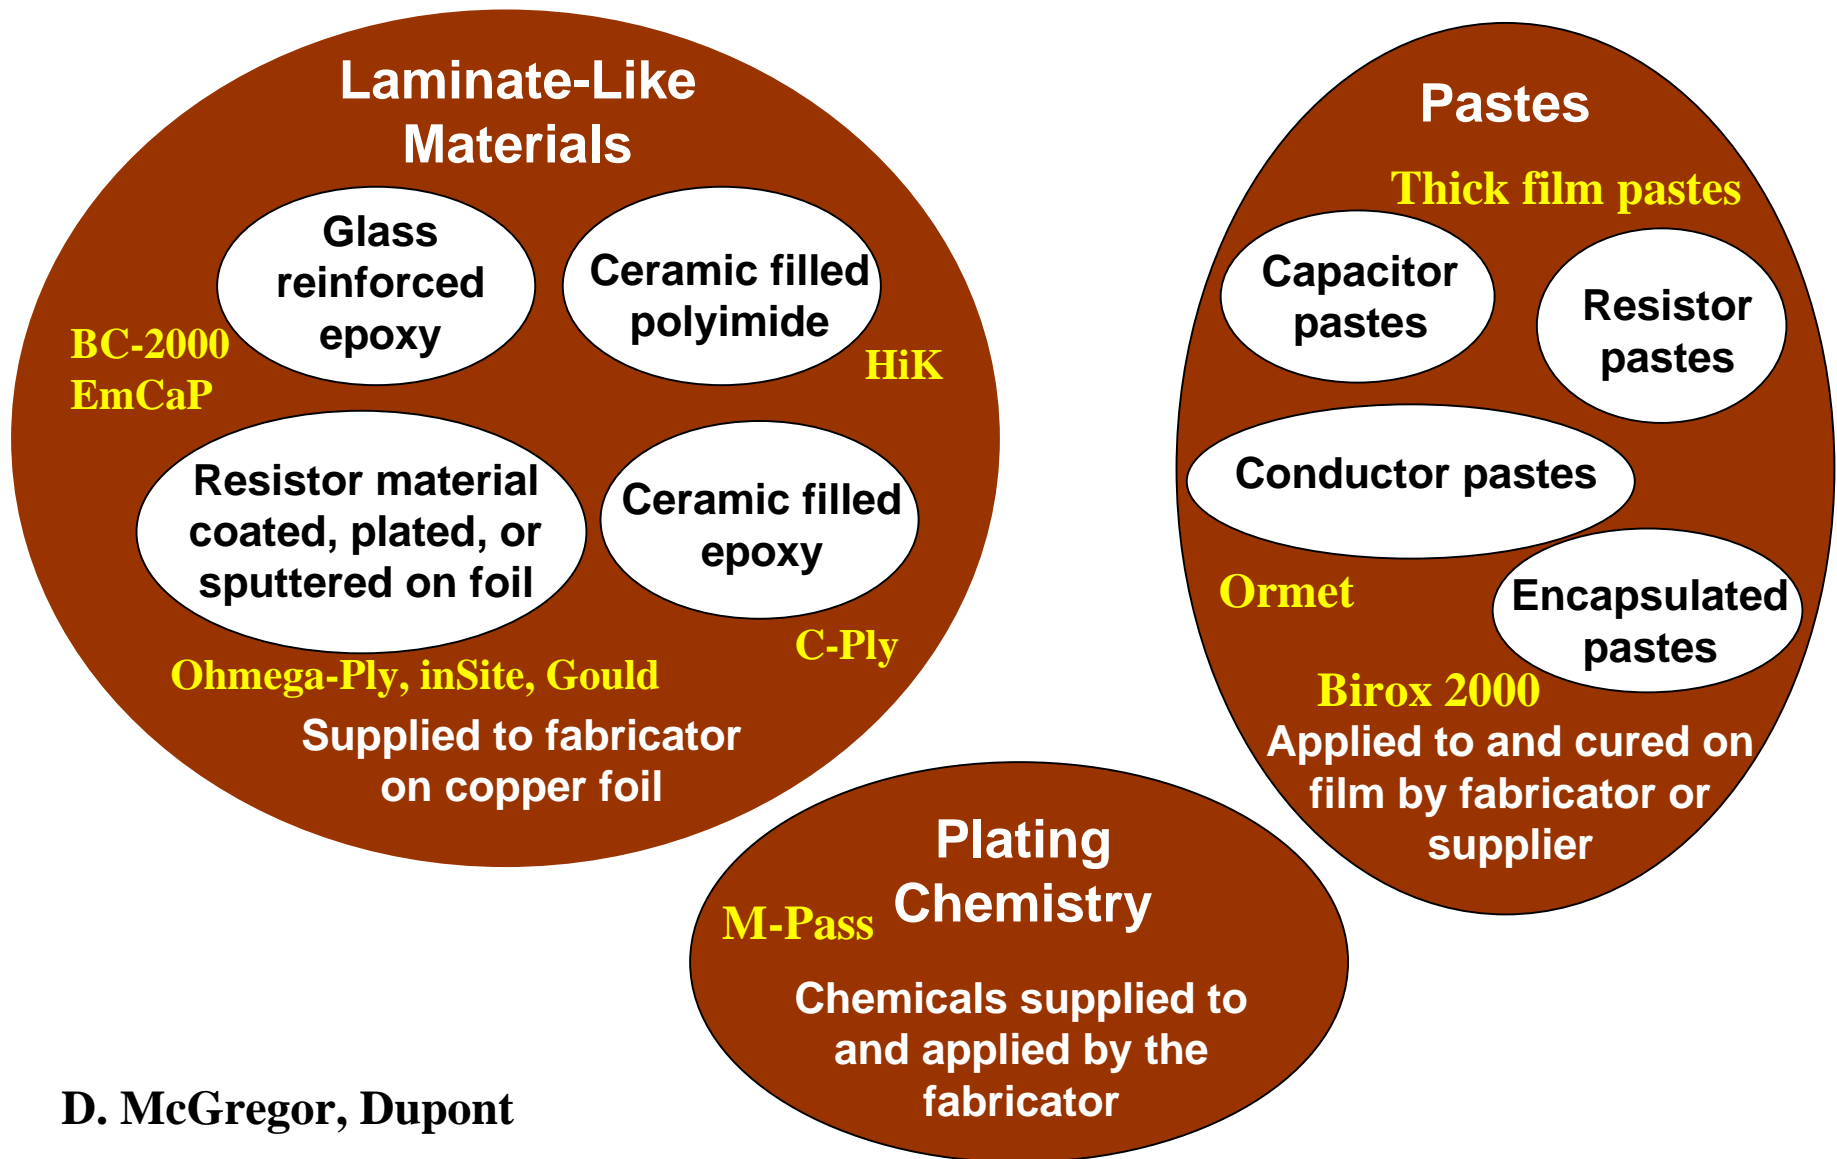 Laminate-Like
Materials
Glass
reinforced
epoxy
Ceramic filled
polyimide
BC-2000
EmCaP
HiK
Resistor material
coated, plated, or
sputtered on foil
Ceramic filled
epoxy
C-Ply
Ohmega-Ply, inSite, Gould
Supplied to fabricator
on copper foil
Pastes
Thick film pastes
Capacitor
pastes
Resistor
pastes
Conductor pastes
Ormet
Encapsulated
pastes
Birox 2000
Applied to and cured on
film by fabricator or
supplier
Plating
Chemistry
M-Pass
Chemicals supplied to
and applied by the
fabricator
D. McGregor, Dupont